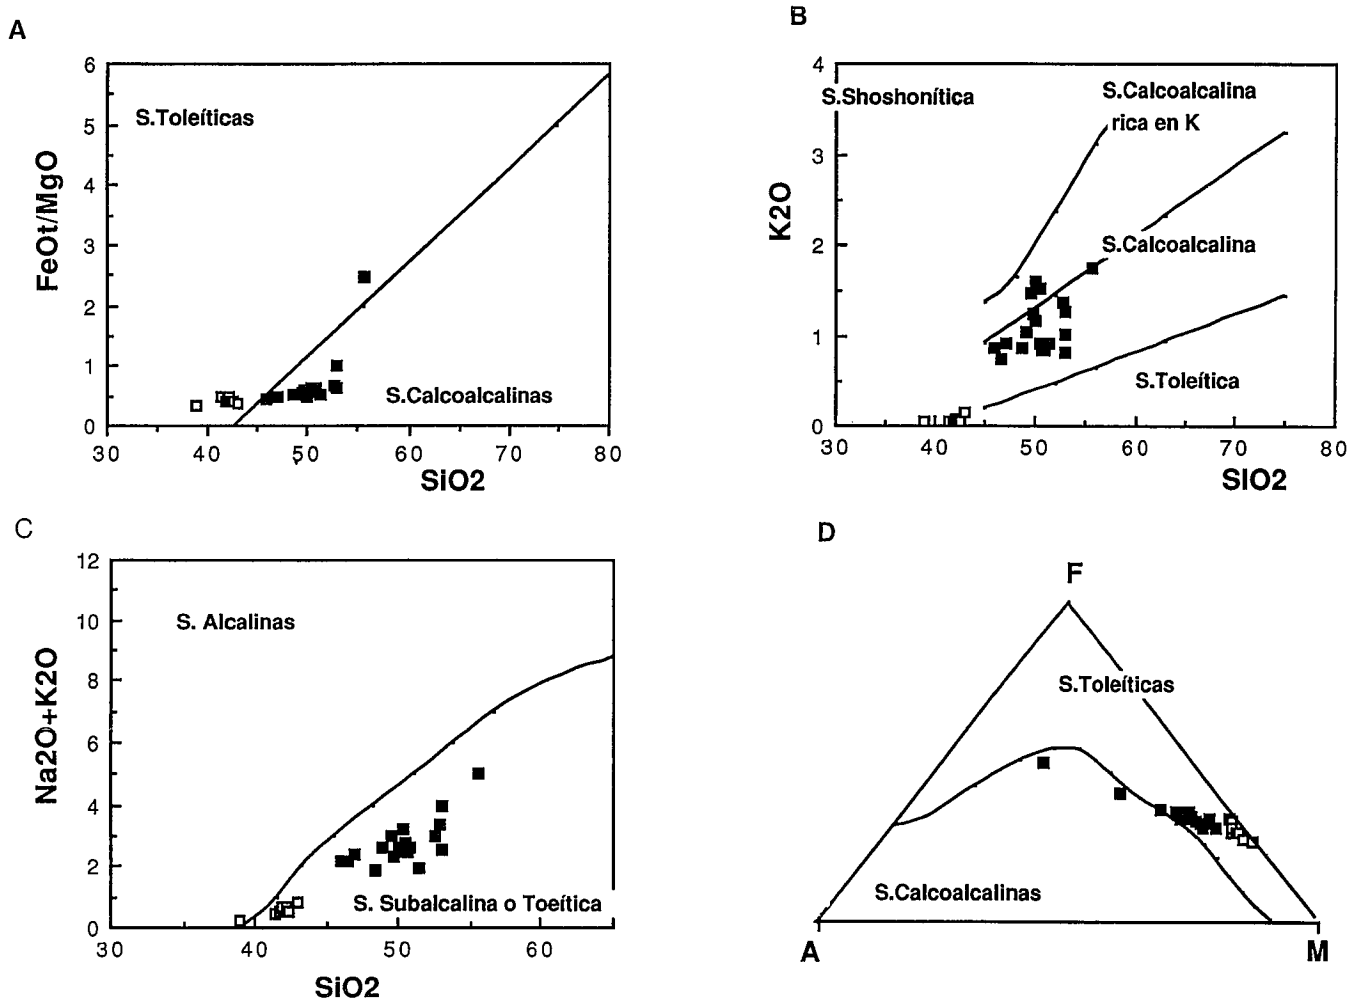 A
6
5
4
3
2
1
0
FeOt/MgO
S.Toleíticas
S.Calcoalcalinas
30 40 50 60 70 80
SiO2
B
4
3
2
1
0
K2O
S.Shoshonítica
S.Calcoalcalina
rica en K
S.Calcoalcalina
S.Toleítica
30 40 50 60 70 80
SIO2
C
12
10
8
6
4
2
0
Na2O+K2O
S. Alcalinas
S. Subalcalina o Toeítica
30 40 50 60
SiO2
D
F
S.Toleíticas
S.Calcoalcalinas
A M